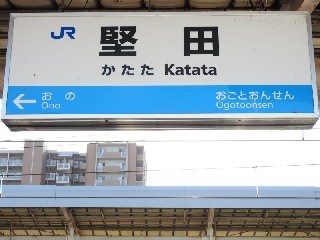 JR 堅田
かたた Katata
← おの おごとおんせん
Ono Ogotoonsen